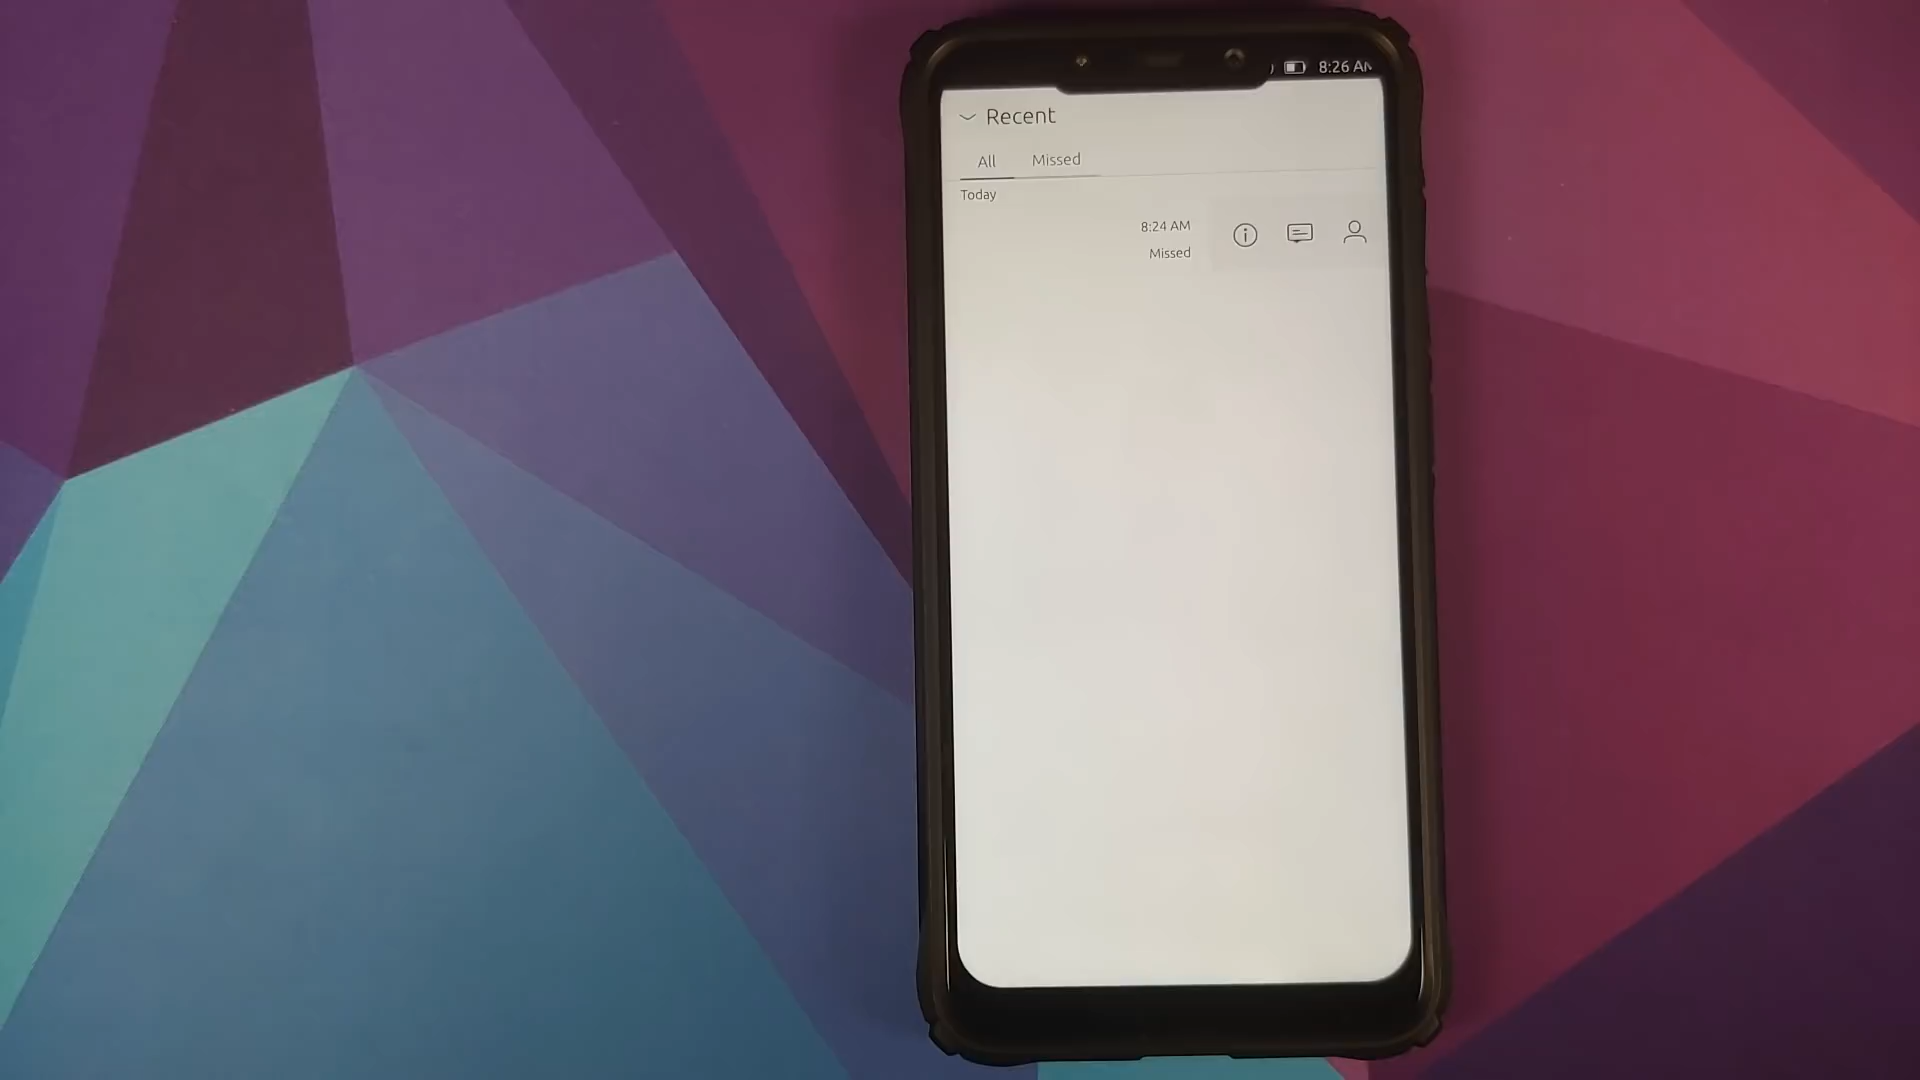 8:26 AM
Recent
All Missed
Today
8:24 AM
Missed